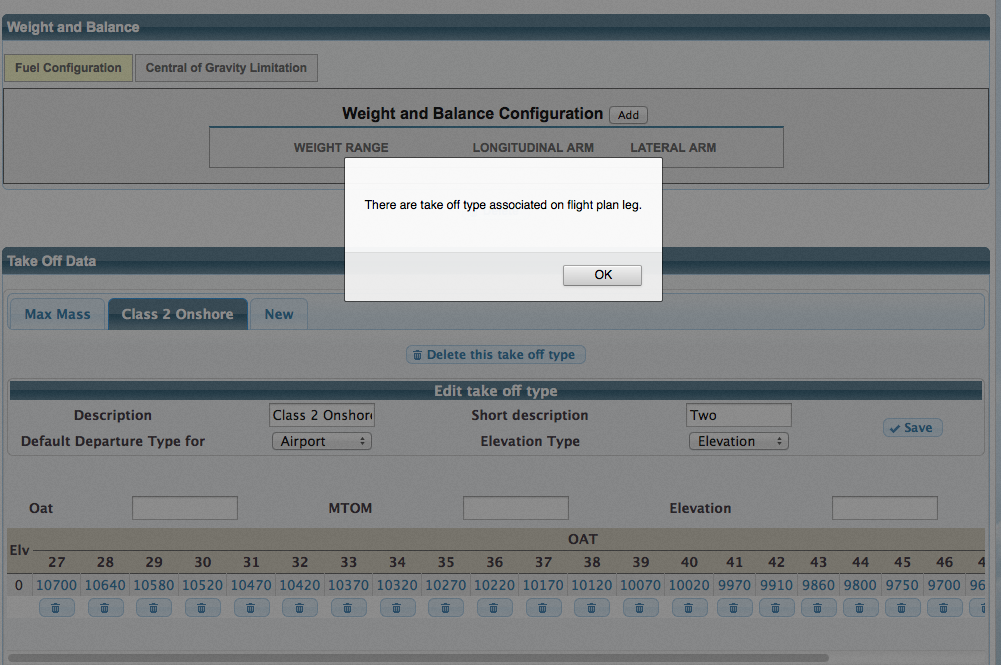 Weight and Balance
Fuel Configuration Central of Gravity Limitation
Weight and Balance Configuration Add
WEIGHT RANGE LONGITUDINAL ARM LATERAL ARM
There are take off type associated on flight plan leg.
OK
Take Off Data
Max Mass Class 2 Onshore New
Delete this take off type
Edit take off type
Description Class 2 Onshore Short description Two
Save
Default Departure Type for Airport Elevation Type Elevation
Oat MTOM Elevation
OAT
Elv
27 28 29 30 31 32 33 34 35 36 37 38 39 40 41 42 43 44 45 46
0 10700 10640 10580 10520 10470 10420 10370 10320 10270 10220 10170 10120 10070 10020 9970 9910 9860 9800 9750 9700